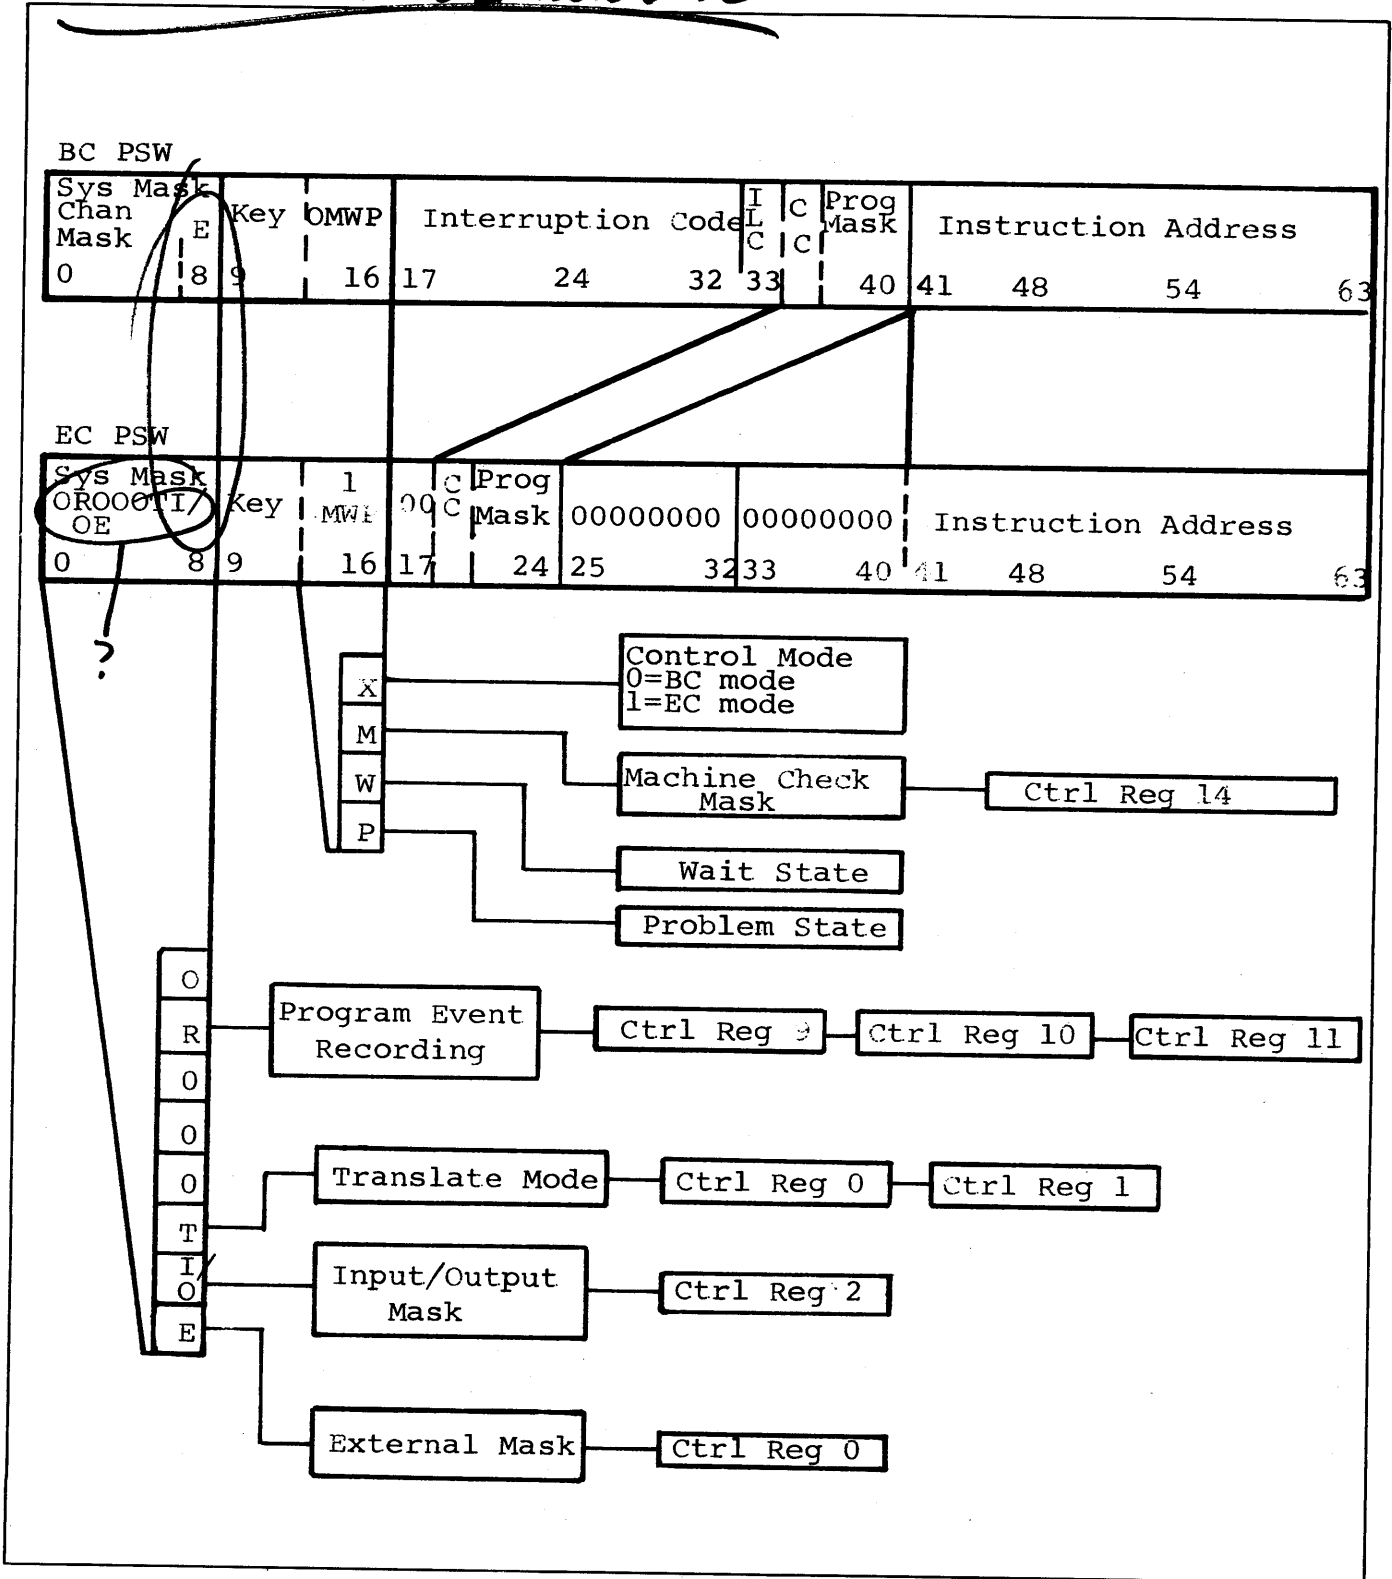 BC PSW
Sys Mask
Chan
Mask
E
Key
OMWP
Interruption Code
I
L
C
C
C
Prog
Mask
Instruction Address
0 8 9 16 17 24 32 33 40 41 48 54 63
EC PSW
Sys Mask
OROOOTI/
OE
Key
1
MWP
00
C
C
Prog
Mask
00000000
00000000
Instruction Address
0 8 9 16 17 24 25 32 33 40 41 48 54 63
?
X
M
W
P
Control Mode
0=BC mode
1=EC mode
Machine Check
Mask
Ctrl Reg 14
Wait State
Problem State
O
R
O
O
O
T
I/
O
E
Program Event
Recording
Ctrl Reg 9
Ctrl Reg 10
Ctrl Reg 11
Translate Mode
Ctrl Reg 0
Ctrl Reg 1
Input/Output
Mask
Ctrl Reg 2
External Mask
Ctrl Reg 0